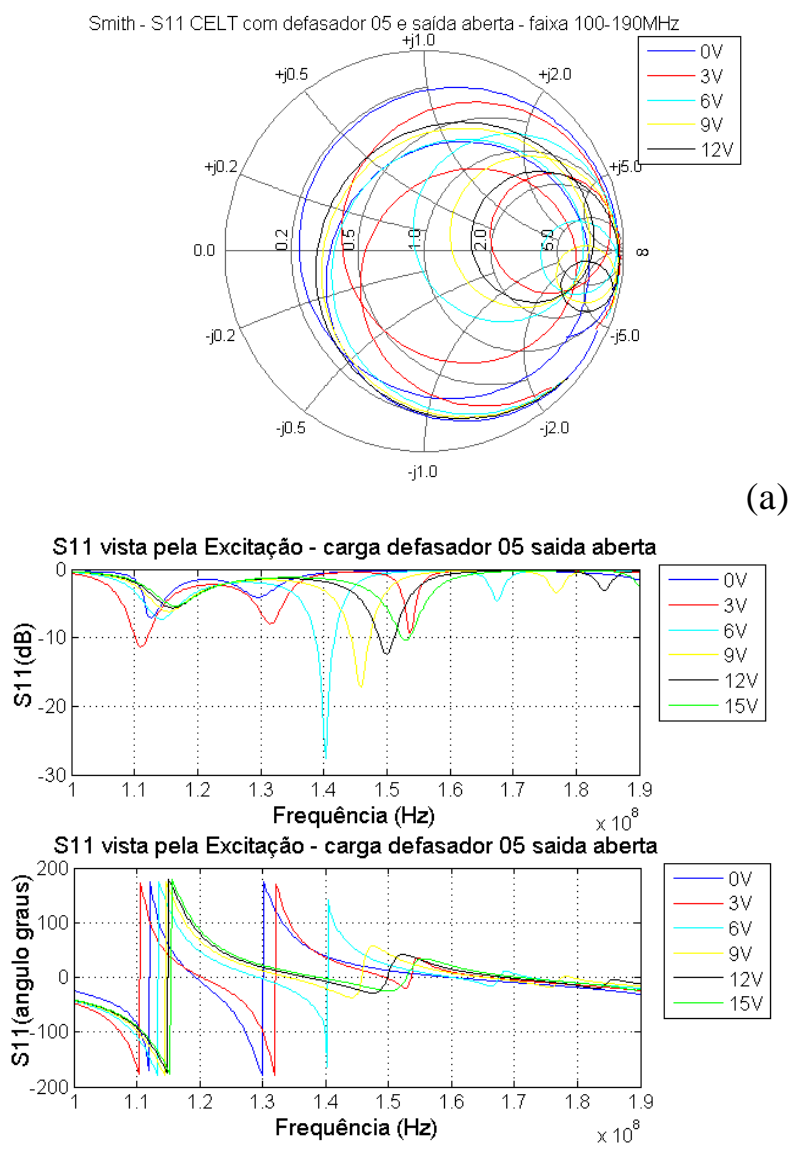 Smith - S11 CELT com defasador 05 e saída aberta - faixa 100-190MHz
+j1.0
0V
3V
6V
9V
12V
+j0.5
+j2.0
+j0.2
+j5.0
0.0
0.2
0.5
1.0
2.0
5.0
∞
-j0.2
-j5.0
-j0.5
-j2.0
-j1.0
(a)
S11 vista pela Excitação - carga defasador 05 saida aberta
S11(dB)
0
-10
-20
-30
1 1.1 1.2 1.3 1.4 1.5 1.6 1.7 1.8 1.9
Frequência (Hz)
x 10^8
0V
3V
6V
9V
12V
15V
S11 vista pela Excitação - carga defasador 05 saida aberta
S11(angulo graus)
200
100
0
-100
-200
1 1.1 1.2 1.3 1.4 1.5 1.6 1.7 1.8 1.9
Frequência (Hz)
x 10^8
0V
3V
6V
9V
12V
15V